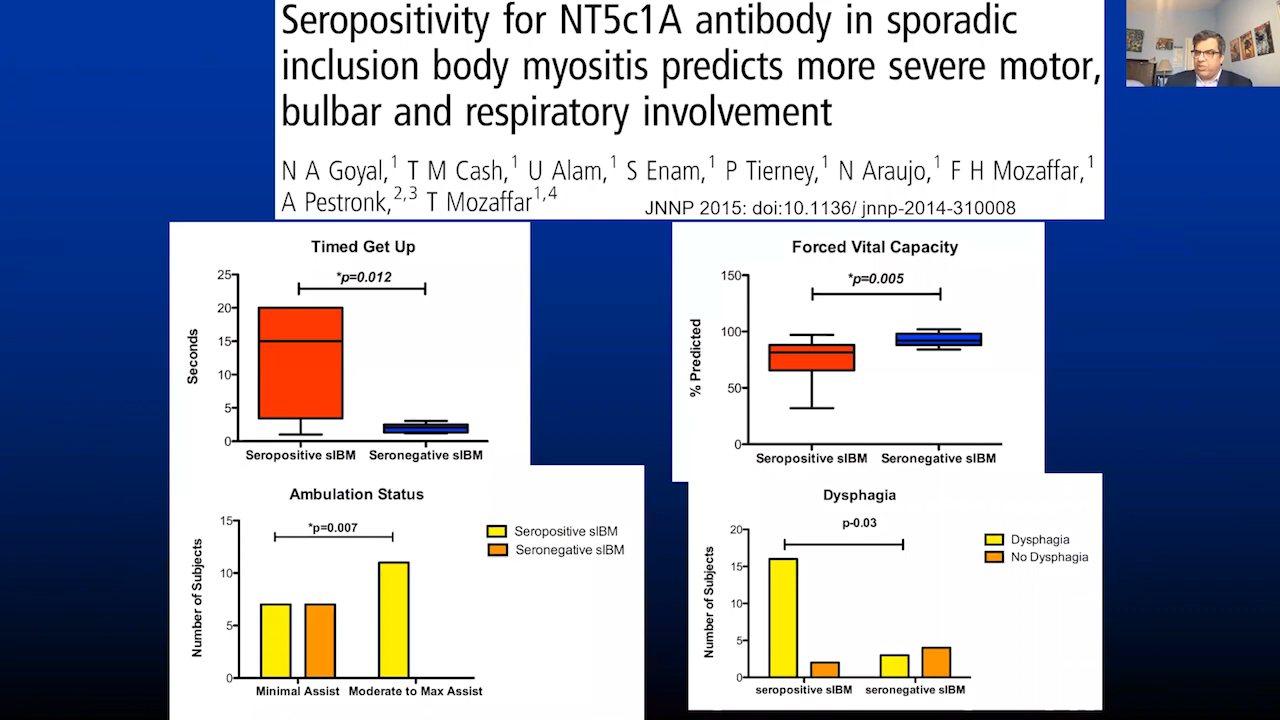 Seropositivity for NT5c1A antibody in sporadic
inclusion body myositis predicts more severe motor,
bulbar and respiratory involvement
N A Goyal,1 T M Cash,1 U Alam,1 S Enam,1 P Tierney,1 N Araujo,1 F H Mozaffar,1
A Pestronk,2,3 T Mozaffar1,4
JNNP 2015: doi:10.1136/ jnnp-2014-310008
Timed Get Up
*p=0.012
Seconds
25
20
15
10
5
0
Seropositive sIBM Seronegative sIBM
Forced Vital Capacity
*p=0.005
% Predicted
150
100
50
0
Seropositive sIBM Seronegative sIBM
Ambulation Status
*p=0.007
Number of Subjects
15
10
5
0
Minimal Assist Moderate to Max Assist
Seropositive sIBM
Seronegative sIBM
Dysphagia
p-0.03
Number of Subjects
20
15
10
5
0
seropositive sIBM seronegative sIBM
Dysphagia
No Dysphagia